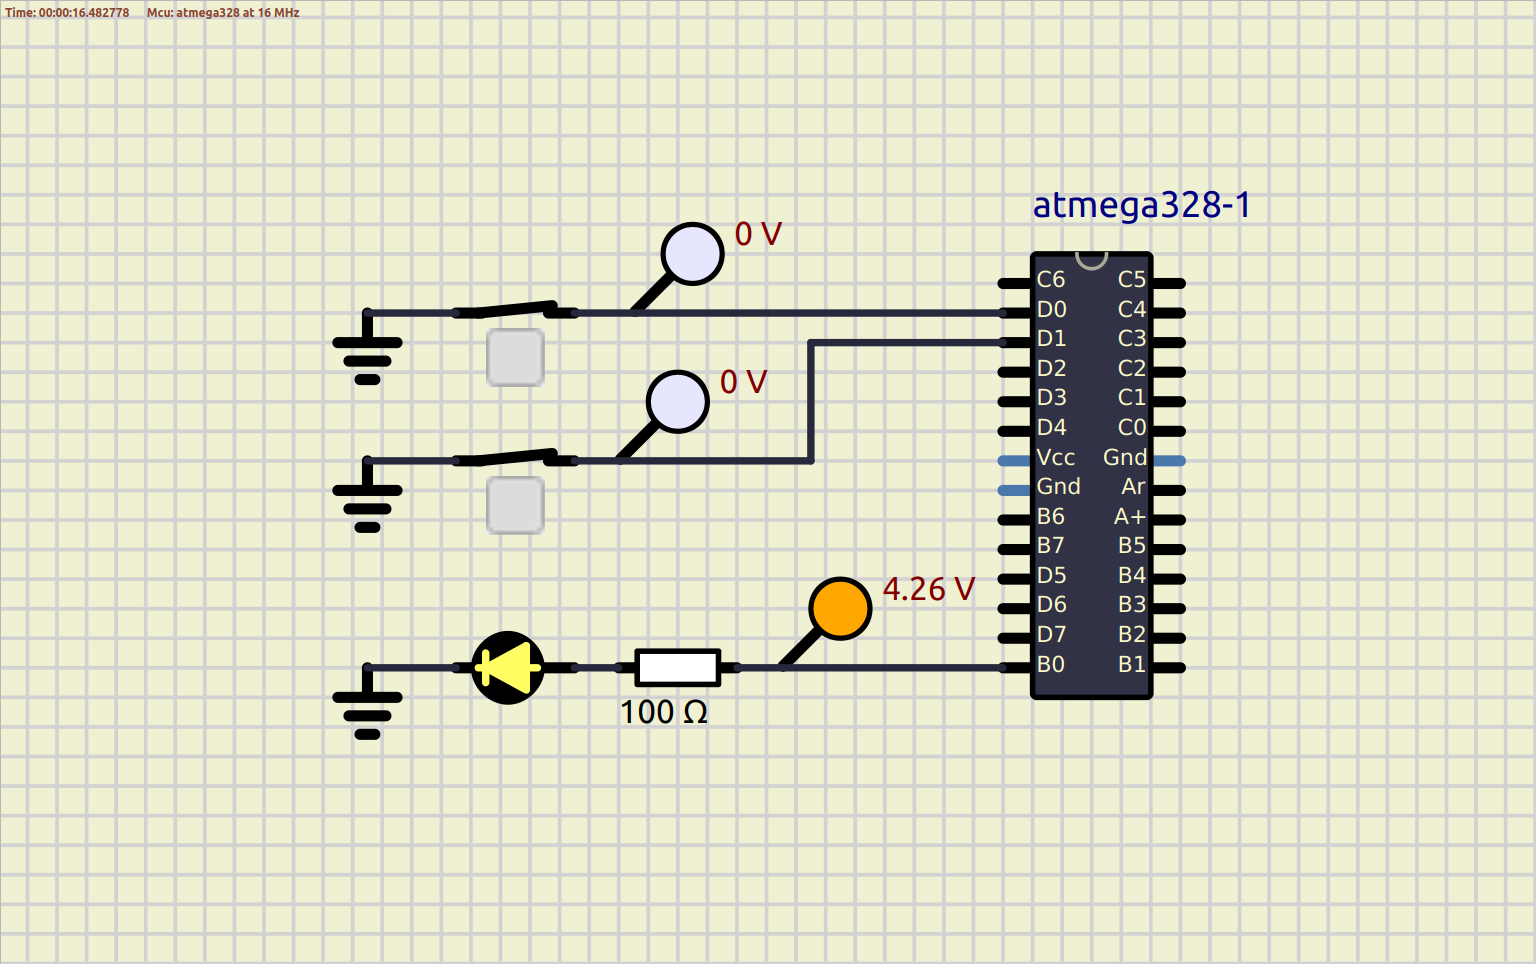 Time: 00:00:16.482778 Mcu: atmega328 at 16 MHz
atmega328-1
0 V
0 V
4.26 V
100 Ω
C6 C5
D0 C4
D1 C3
D2 C2
D3 C1
D4 C0
Vcc Gnd
Gnd Ar
B6 A+
B7 B5
D5 B4
D6 B3
D7 B2
B0 B1